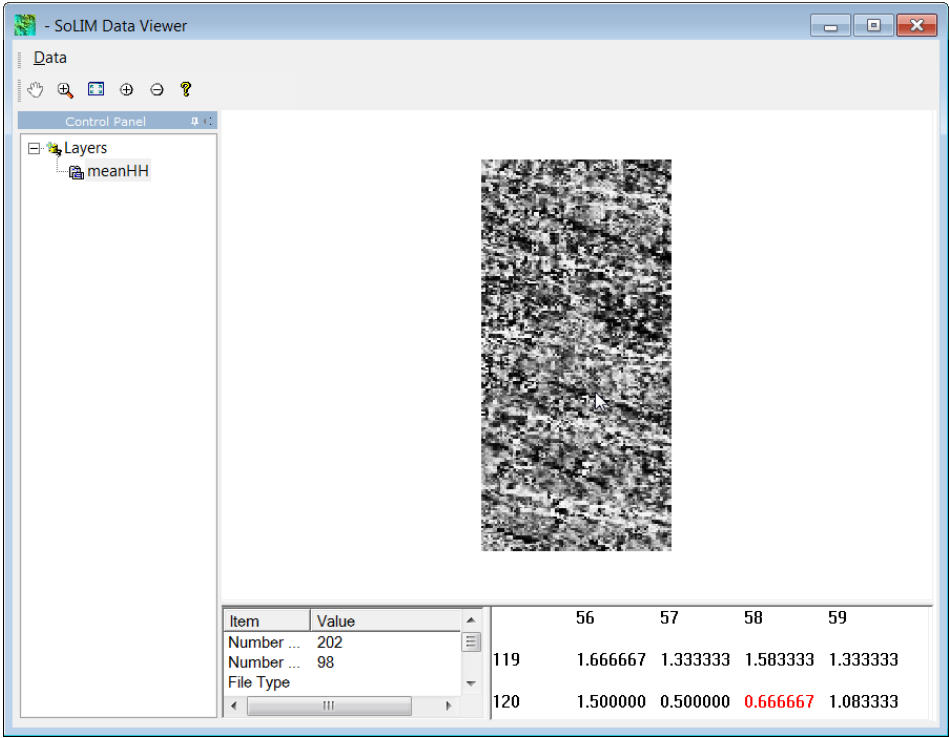 - SoLIM Data Viewer
Data
Control Panel
Layers
meanHH
Item Value
Number ... 202
Number ... 98
File Type
56 57 58 59
119 1.666667 1.333333 1.583333 1.333333
120 1.500000 0.500000 0.666667 1.083333